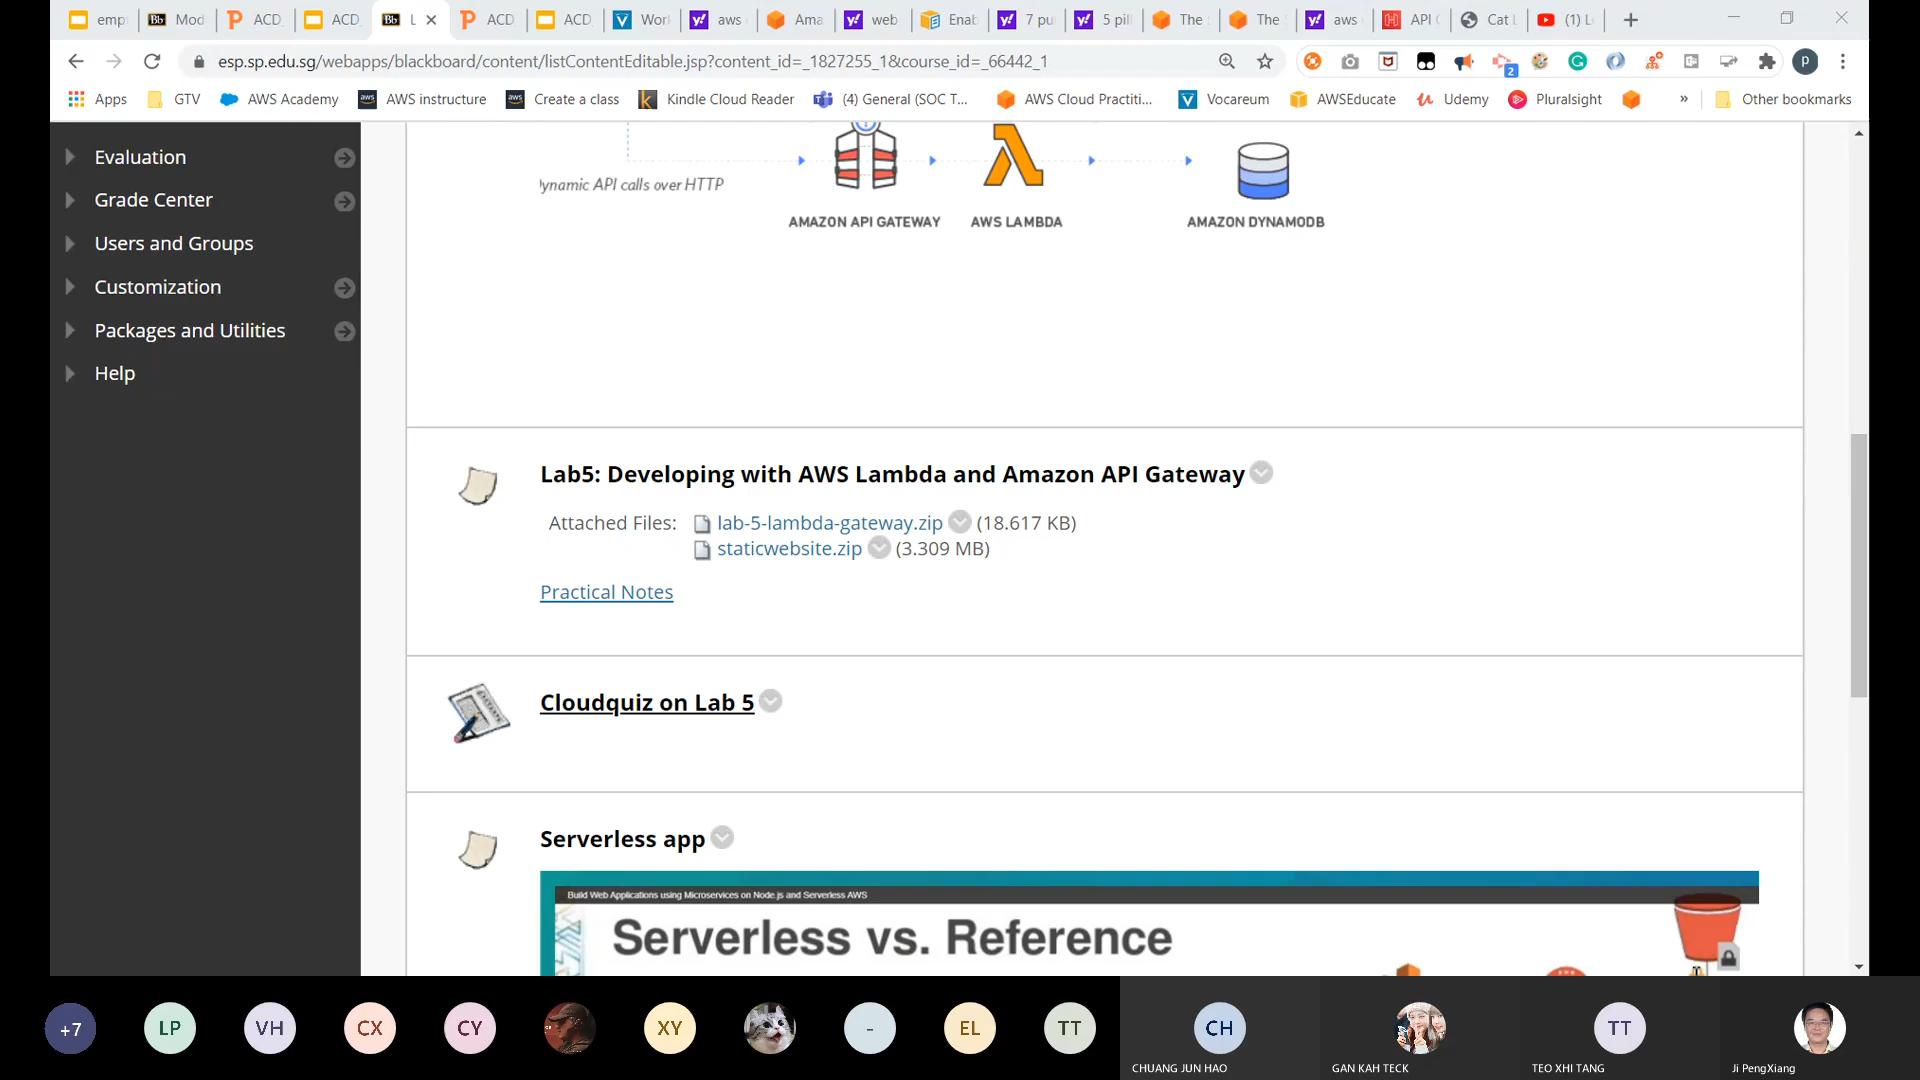 emp
Mod
ACD
ACD
L
ACD
ACD
Wor
aws
Ama
web
Enab
7 pu
5 pil
The
The
aws
API
Cat L
(1) L
esp.sp.edu.sg/webapps/blackboard/content/listContentEditable.jsp?content_id=_1827255_1&course_id=_66442_1
2
P
Apps
GTV
AWS Academy
AWS instructure
Create a class
Kindle Cloud Reader
(4) General (SOC T...
AWS Cloud Practiti...
Vocareum
AWSEducate
Udemy
Pluralsight
»
Other bookmarks
Evaluation
Grade Center
Users and Groups
Customization
Packages and Utilities
Help
ynamic API calls over HTTP
AMAZON API GATEWAY
AWS LAMBDA
AMAZON DYNAMODB
Lab5: Developing with AWS Lambda and Amazon API Gateway
Attached Files: lab-5-lambda-gateway.zip (18.617 KB)
staticwebsite.zip (3.309 MB)
Practical Notes
Cloudquiz on Lab 5
Serverless app
Build Web Applications using Microservices on Node.js and Serverless AWS
Serverless vs. Reference
+7
LP
VH
CX
CY
XY
-
EL
TT
CH
TT
CHUANG JUN HAO
GAN KAH TECK
TEO XHI TANG
Ji PengXiang